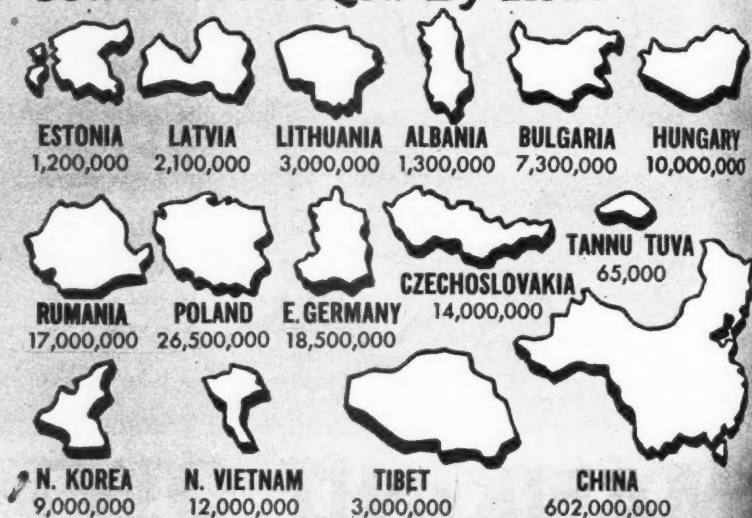 ESTONIA LATVIA LITHUANIA ALBANIA BULGARIA HUNGARY
1,200,000 2,100,000 3,000,000 1,300,000 7,300,000 10,000,000
TANNU TUVA
65,000
CZECHOSLOVAKIA
14,000,000
RUMANIA POLAND E.GERMANY
17,000,000 26,500,000 18,500,000
N. KOREA N. VIETNAM TIBET CHINA
9,000,000 12,000,000 3,000,000 602,000,000